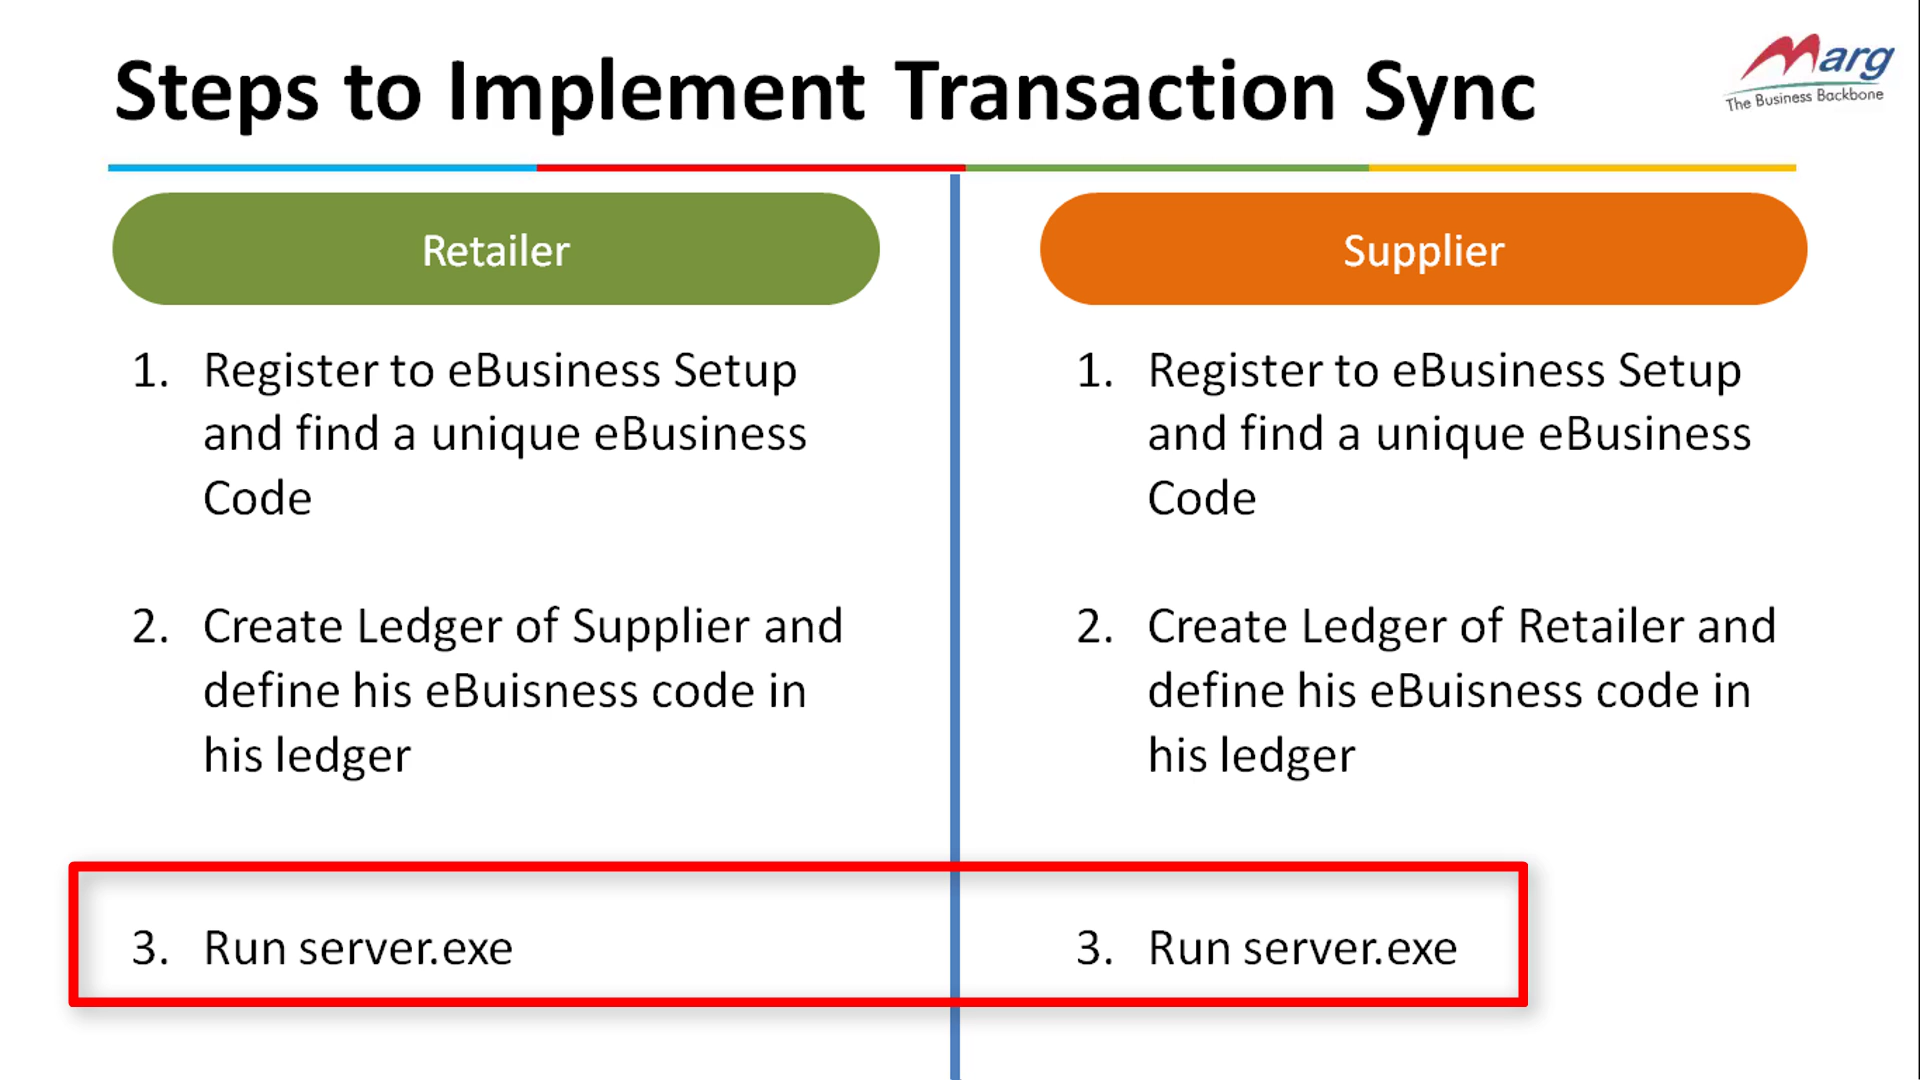 Steps to Implement Transaction Sync
Marg
The Business Backbone
Retailer
1. Register to eBusiness Setup
and find a unique eBusiness
Code
2. Create Ledger of Supplier and
define his eBuisness code in
his ledger
3. Run server.exe
Supplier
1. Register to eBusiness Setup
and find a unique eBusiness
Code
2. Create Ledger of Retailer and
define his eBuisness code in
his ledger
3. Run server.exe